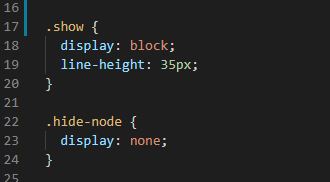 16
17 .show {
18 display: block;
19 line-height: 35px;
20 }
21
22 .hide-node {
23 display: none;
24 }
25